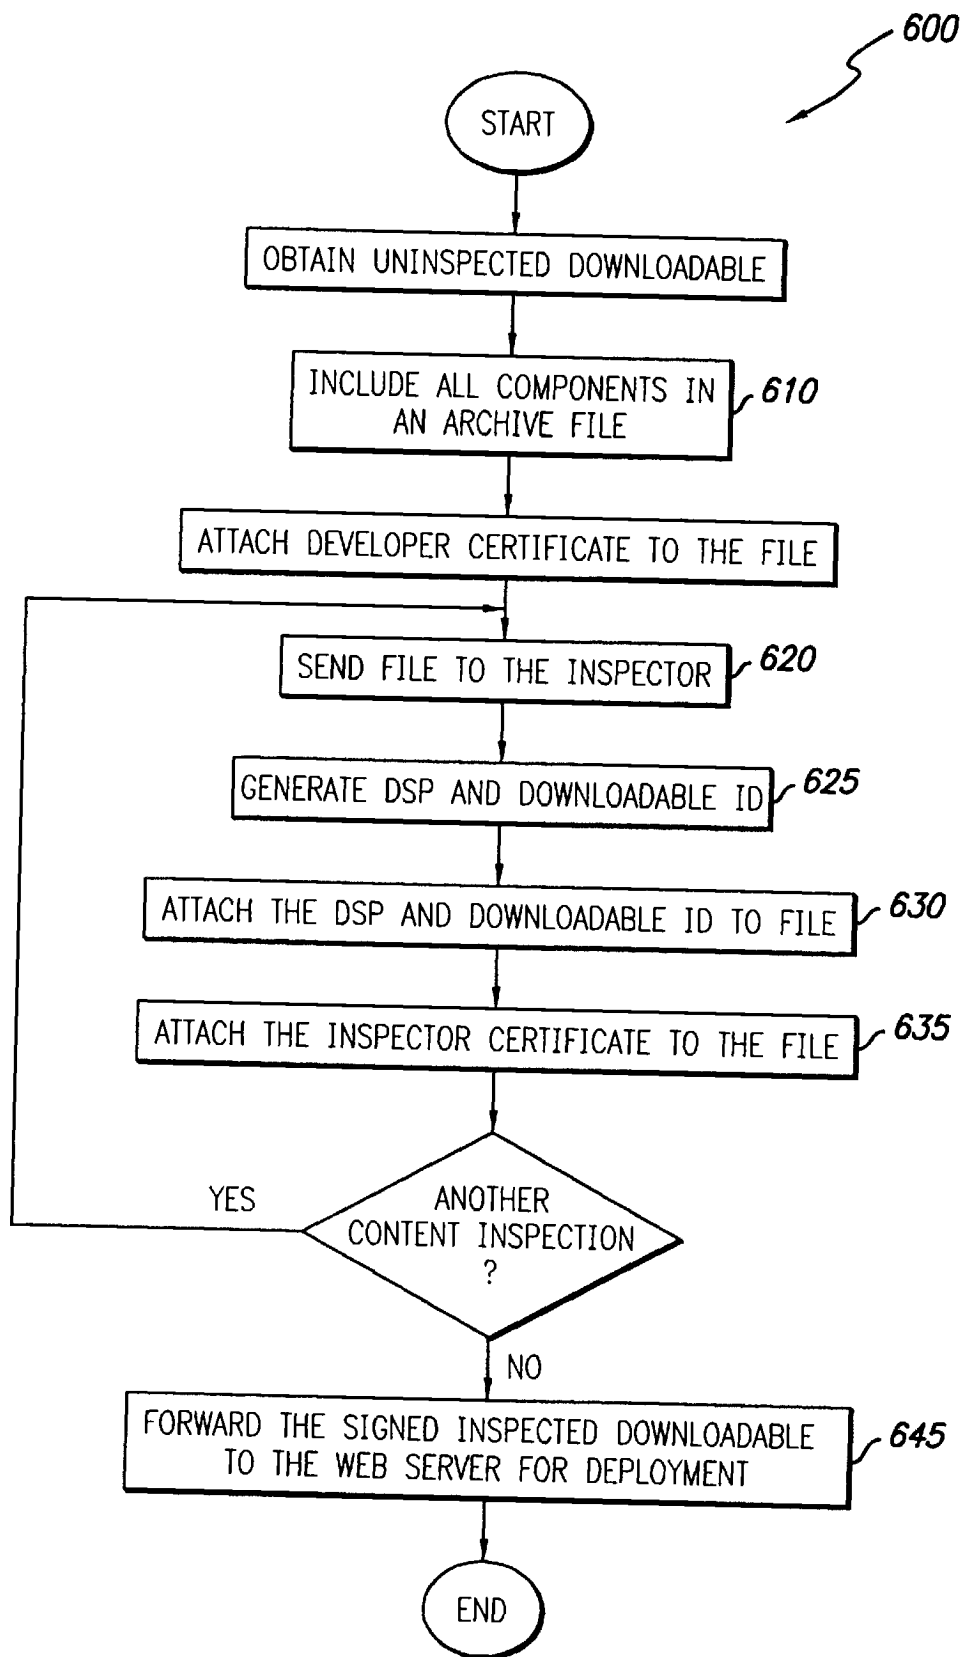 600
START
OBTAIN UNINSPECTED DOWNLOADABLE
INCLUDE ALL COMPONENTS IN
AN ARCHIVE FILE
610
ATTACH DEVELOPER CERTIFICATE TO THE FILE
SEND FILE TO THE INSPECTOR
620
GENERATE DSP AND DOWNLOADABLE ID
625
ATTACH THE DSP AND DOWNLOADABLE ID TO FILE
630
ATTACH THE INSPECTOR CERTIFICATE TO THE FILE
635
YES
ANOTHER
CONTENT INSPECTION
?
NO
FORWARD THE SIGNED INSPECTED DOWNLOADABLE
TO THE WEB SERVER FOR DEPLOYMENT
645
END